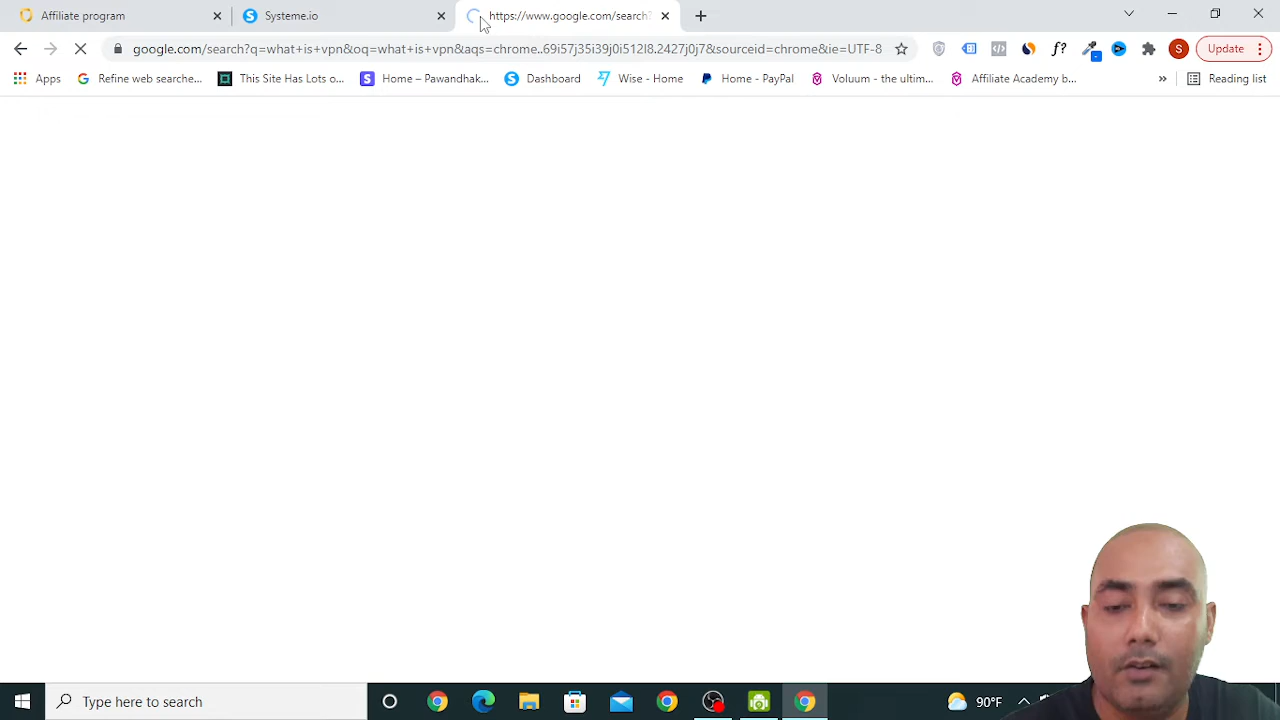 Affiliate program
Systeme.io
https://www.google.com/search?
google.com/search?q=what+is+vpn&oq=what+is+vpn&aqs=chrome..69i57j35i39j0i512l8.2427j0j7&sourceid=chrome&ie=UTF-8
Update
Apps
Refine web searche...
This Site Has Lots o...
Home – Pawandhak...
Dashboard
Wise - Home
Home - PayPal
Voluum - the ultim...
Affiliate Academy b...
»
Reading list
Type here to search
90°F